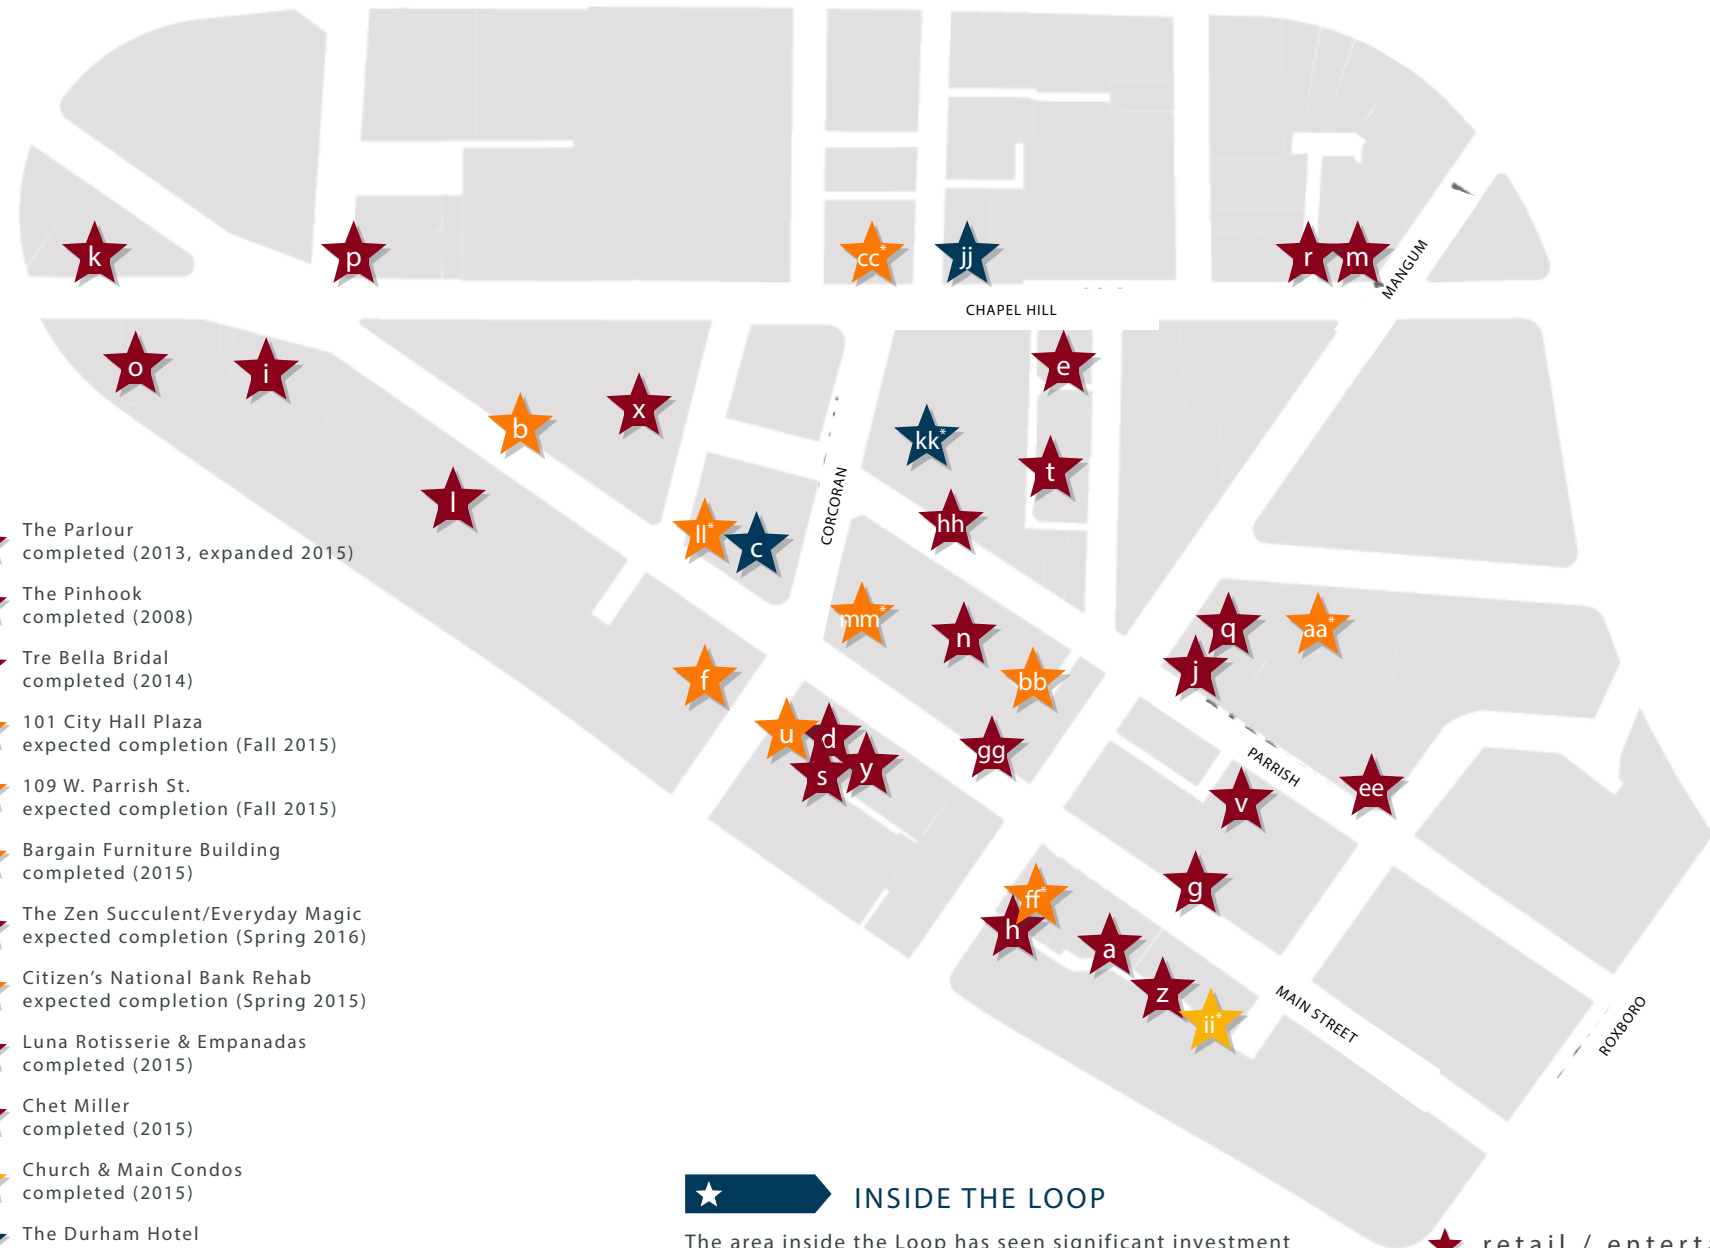 k
p
cc*
jj
r
m
MANGUM
CHAPEL HILL
o
i
e
x
b
kk*
t
l
CORCORAN
hh
ll*
c
mm*
n
q
aa*
j
f
bb
u
d
gg
s
y
PARRISH
v
ee
g
ff*
h
a
z
ii*
MAIN STREET
ROXBORO
The Parlour
completed (2013, expanded 2015)
The Pinhook
completed (2008)
Tre Bella Bridal
completed (2014)
101 City Hall Plaza
expected completion (Fall 2015)
109 W. Parrish St.
expected completion (Fall 2015)
Bargain Furniture Building
completed (2015)
The Zen Succulent/Everyday Magic
expected completion (Spring 2016)
Citizen's National Bank Rehab
expected completion (Spring 2015)
Luna Rotisserie & Empanadas
completed (2015)
Chet Miller
completed (2015)
Church & Main Condos
completed (2015)
The Durham Hotel
INSIDE THE LOOP
The area inside the Loop has seen significant investment
retail /